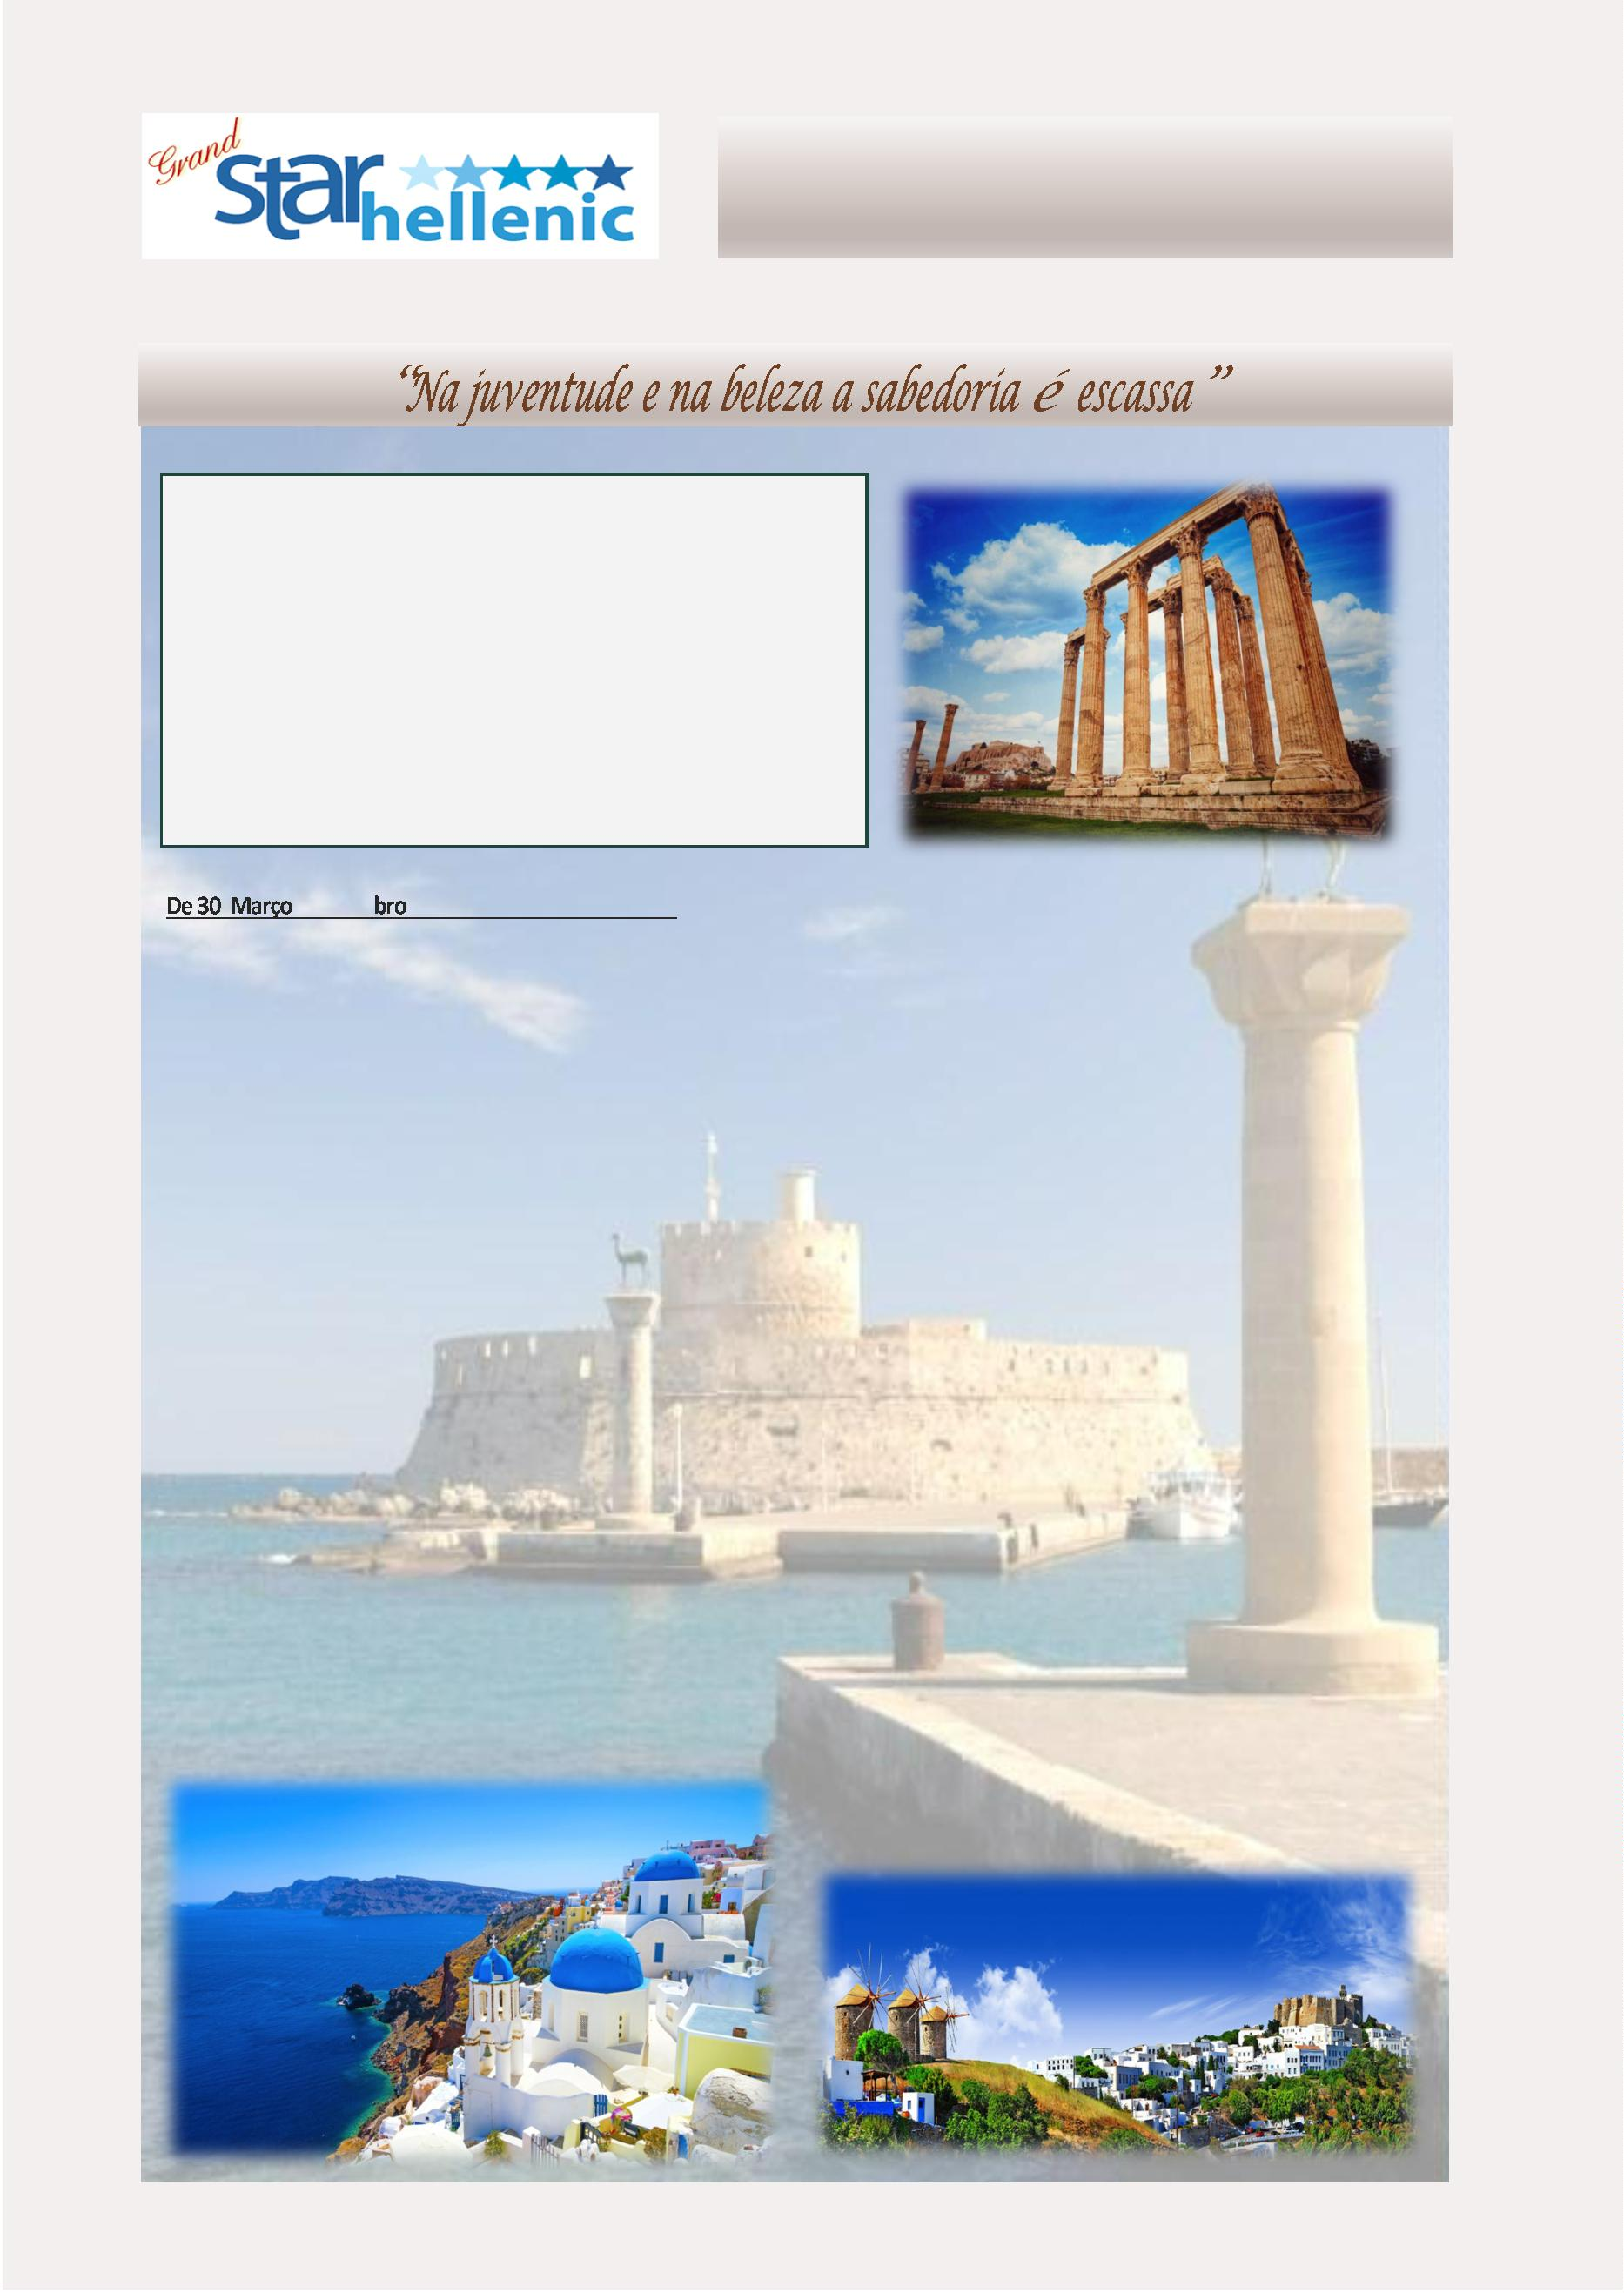 Grand
Star
hellenic
“Na juventude e na beleza a sabedoria é escassa”
De 30 Março bro